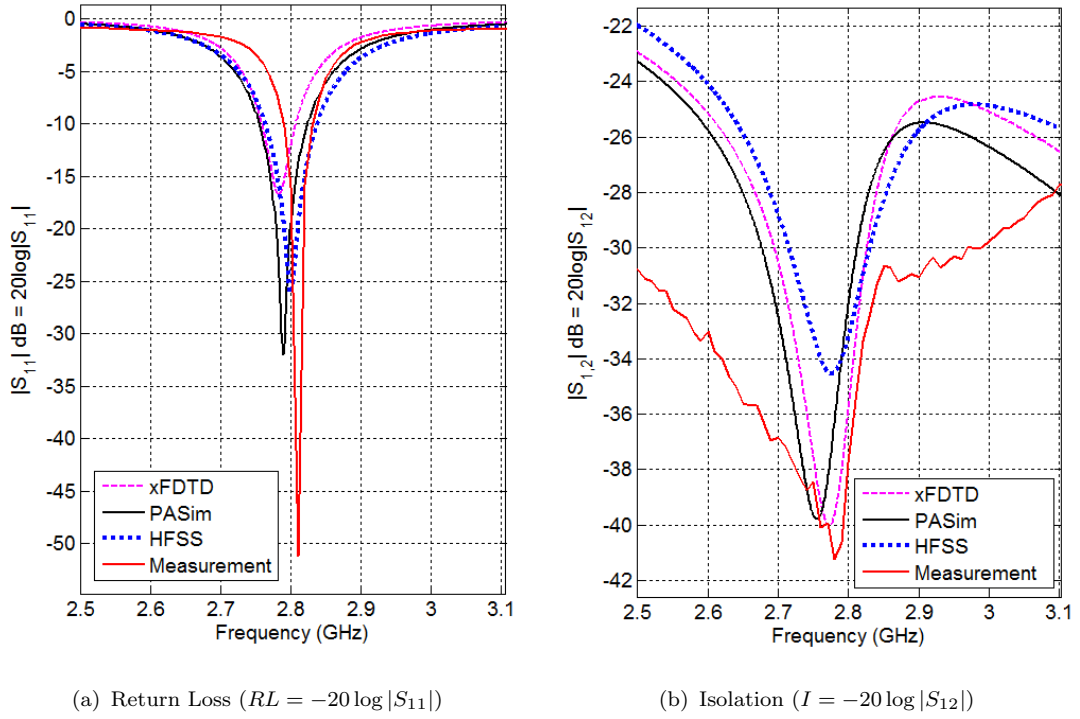 |S11| dB = 20log|S11|
0
-5
-10
-15
-20
-25
-30
-35
-40
-45
-50
xFDTD
PASim
HFSS
Measurement
2.5 2.6 2.7 2.8 2.9 3 3.1
Frequency (GHz)
(a) Return Loss (RL = −20 log |S11|)
|S1,2| dB = 20log|S12|
-22
-24
-26
-28
-30
-32
-34
-36
-38
-40
-42
xFDTD
PASim
HFSS
Measurement
2.5 2.6 2.7 2.8 2.9 3 3.1
Frequency (GHz)
(b) Isolation (I = −20 log |S12|)